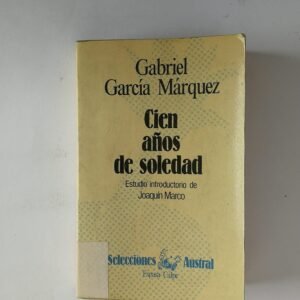 Gabriel
García Márquez
Cien
años
de soledad
Estudio introductorio de
Joaquín Marco
Selecciones Austral
Espasa-Calpe